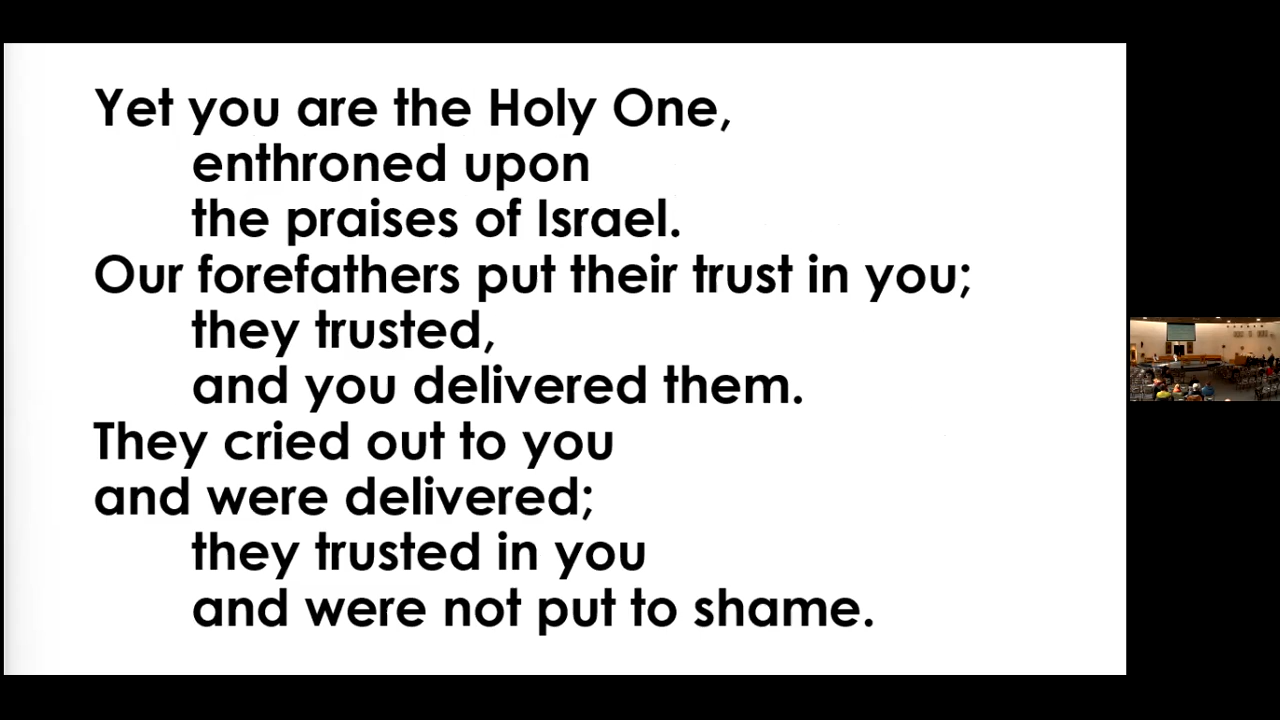 Yet you are the Holy One,
enthroned upon
the praises of Israel.
Our forefathers put their trust in you;
they trusted,
and you delivered them.
They cried out to you
and were delivered;
they trusted in you
and were not put to shame.